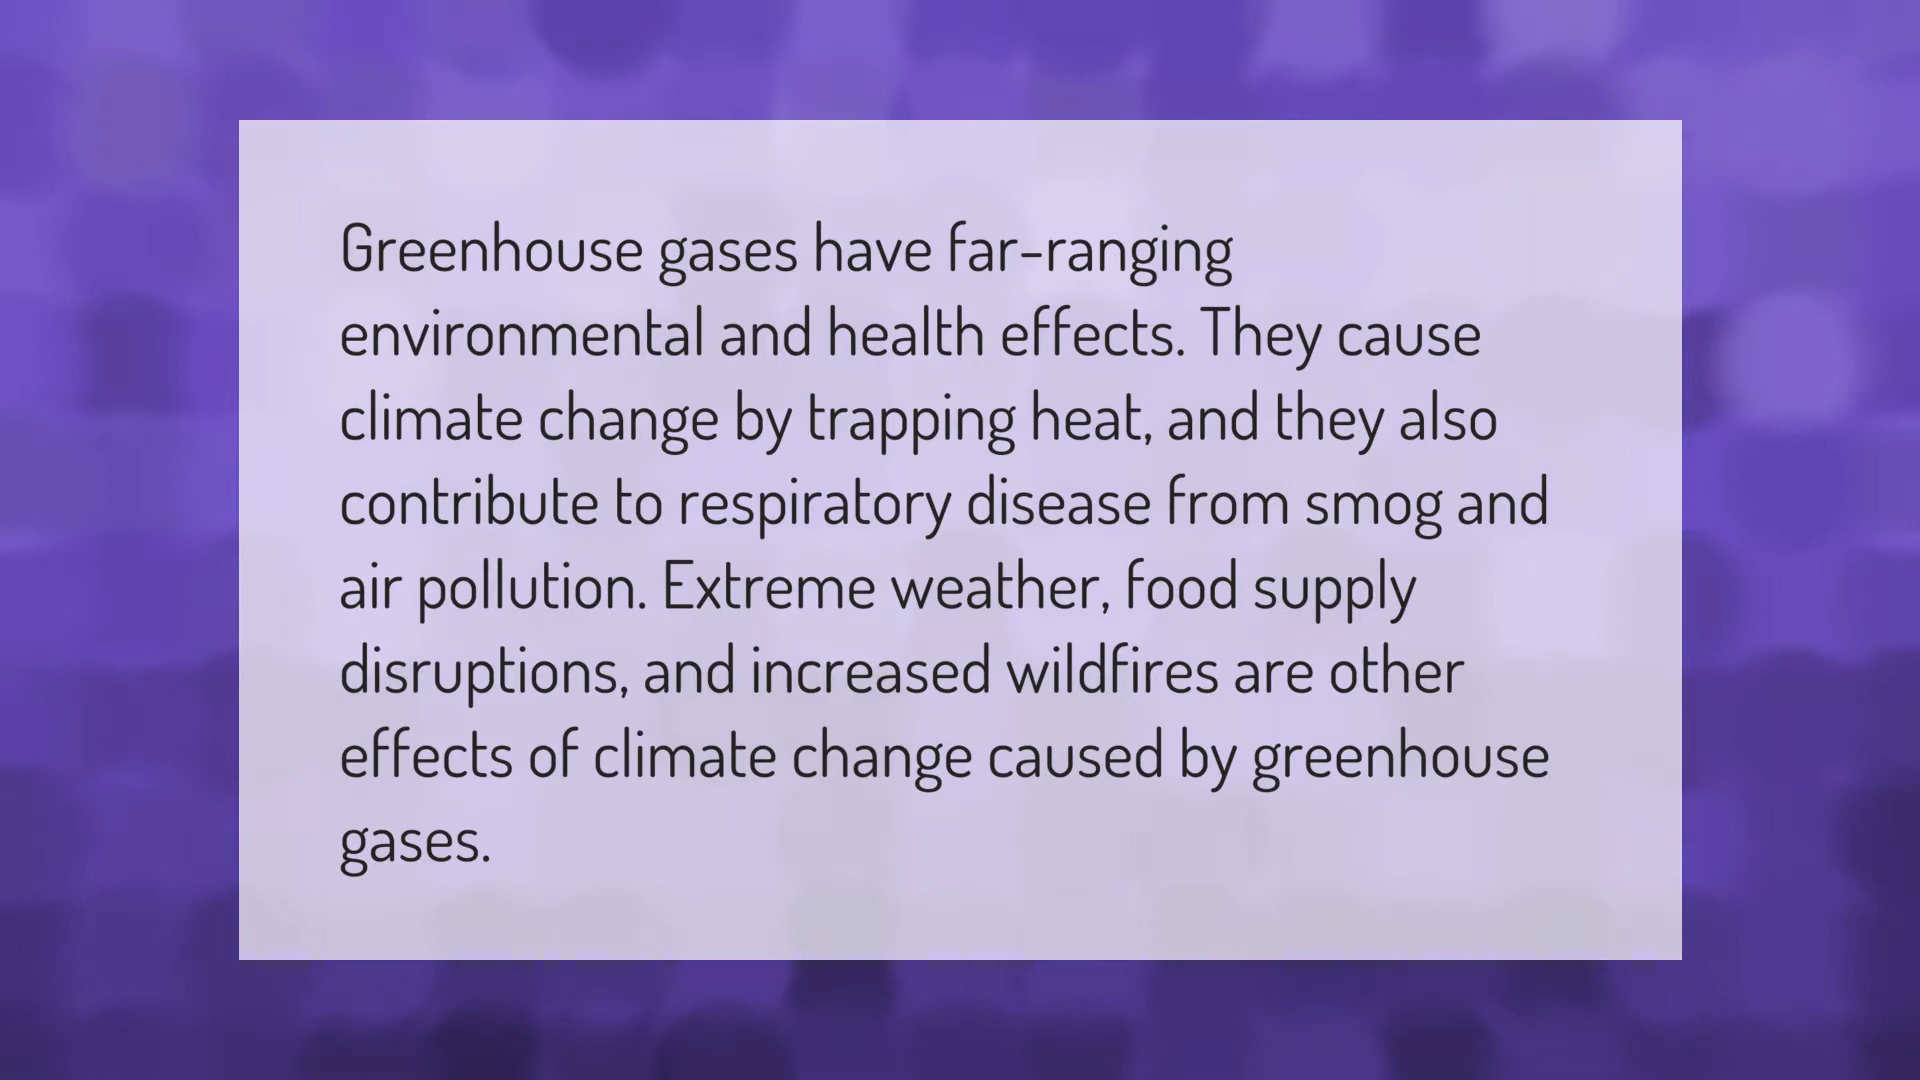 Greenhouse gases have far-ranging
environmental and health effects. They cause
climate change by trapping heat, and they also
contribute to respiratory disease from smog and
air pollution. Extreme weather, food supply
disruptions, and increased wildfires are other
effects of climate change caused by greenhouse
gases.